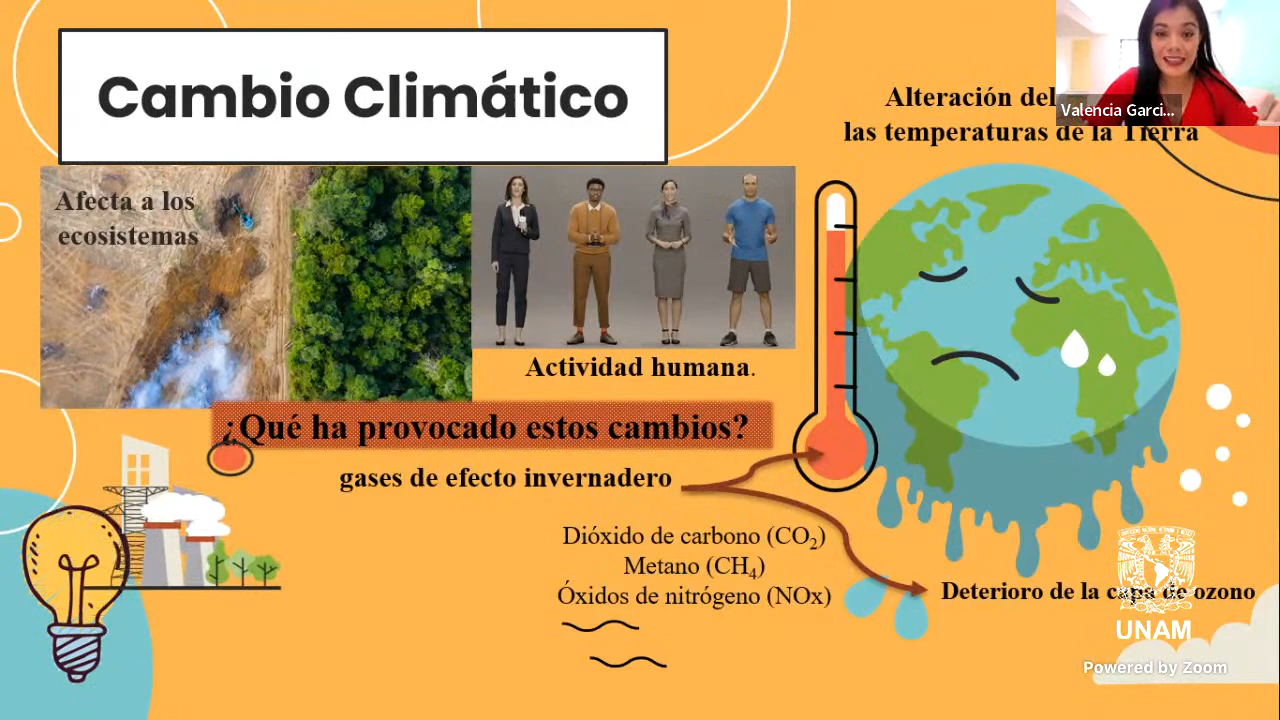 Cambio Climático
Valencia Garci...
Alteración del
las temperaturas de la Tierra
Afecta a los
ecosistemas
Actividad humana.
¿Qué ha provocado estos cambios?
gases de efecto invernadero
Dióxido de carbono (CO₂)
Metano (CH₄)
Óxidos de nitrógeno (NOx)
Deterioro de la capa de ozono
UNAM
Powered by Zoom